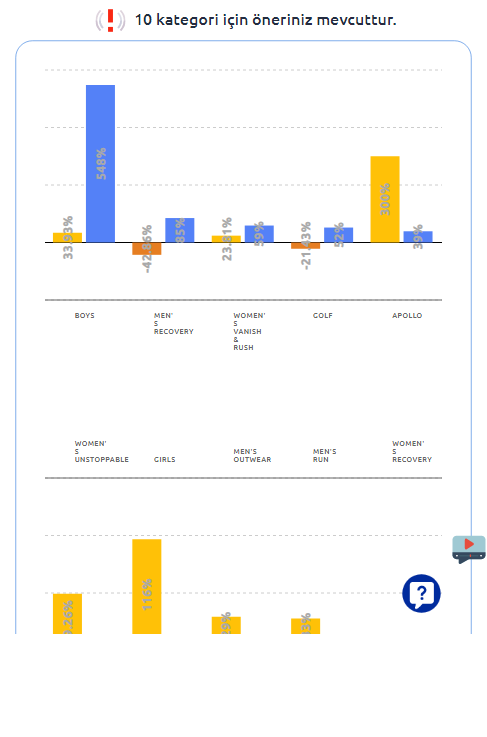 10 kategori için öneriniz mevcuttur.
33.93%
548%
-42.86%
85%
23.81%
59%
-21.43%
52%
300%
39%
BOYS
MEN'
S
RECOVERY
WOMEN'
S
VANISH
&
RUSH
GOLF
APOLLO
WOMEN'
S
UNSTOPPABLE
GIRLS
MEN'S
OUTWEAR
MEN'S
RUN
WOMEN'
S
RECOVERY
116%